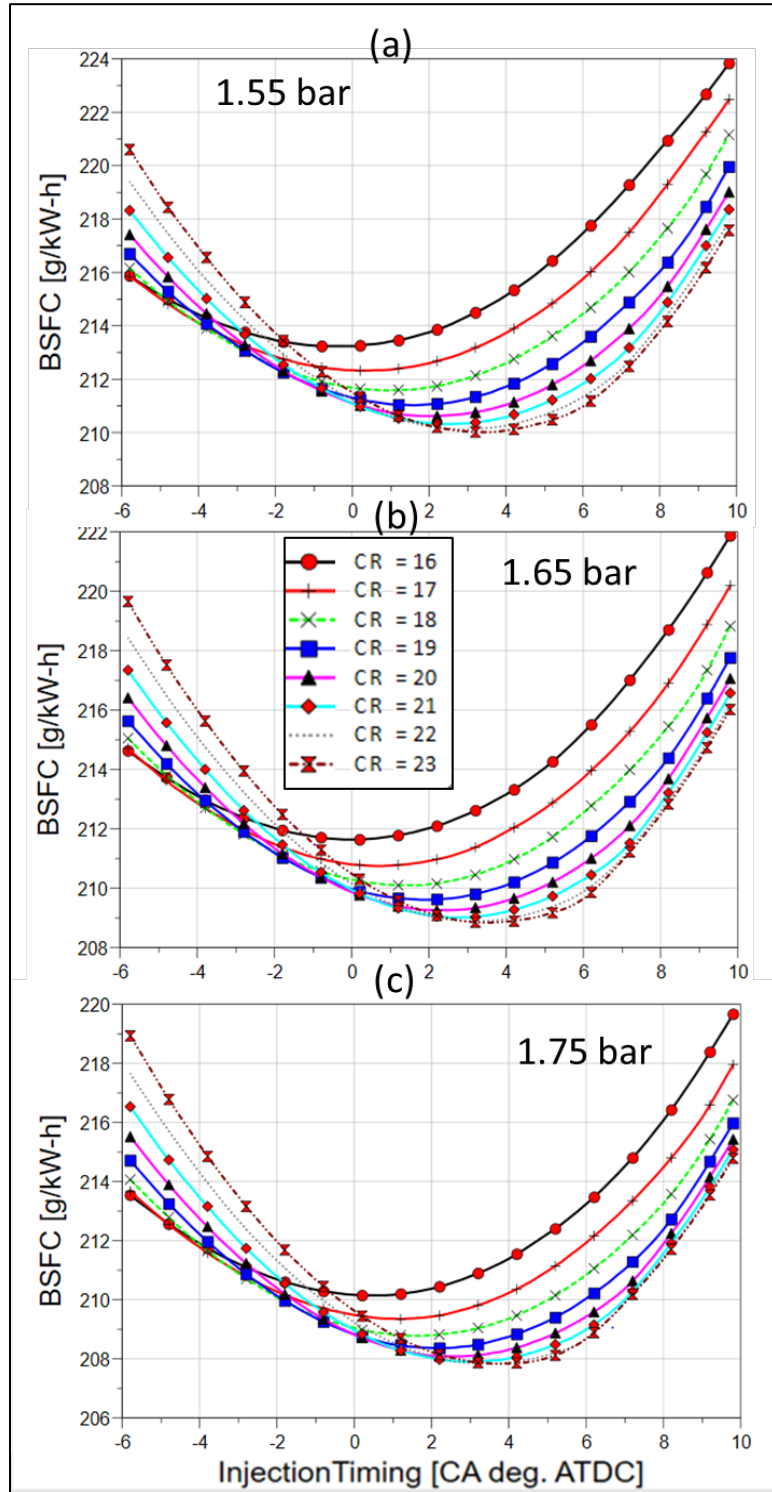 (a)
1.55 bar
BSFC [g/kW-h]
224
222
220
218
216
214
212
210
208
-6 -4 -2 0 2 4 6 8 10
(b)
1.65 bar
BSFC [g/kW-h]
222
220
218
216
214
212
210
208
CR = 16
CR = 17
CR = 18
CR = 19
CR = 20
CR = 21
CR = 22
CR = 23
-6 -4 -2 0 2 4 6 8 10
(c)
1.75 bar
BSFC [g/kW-h]
220
218
216
214
212
210
208
206
-6 -4 -2 0 2 4 6 8 10
InjectionTiming [CA deg. ATDC]